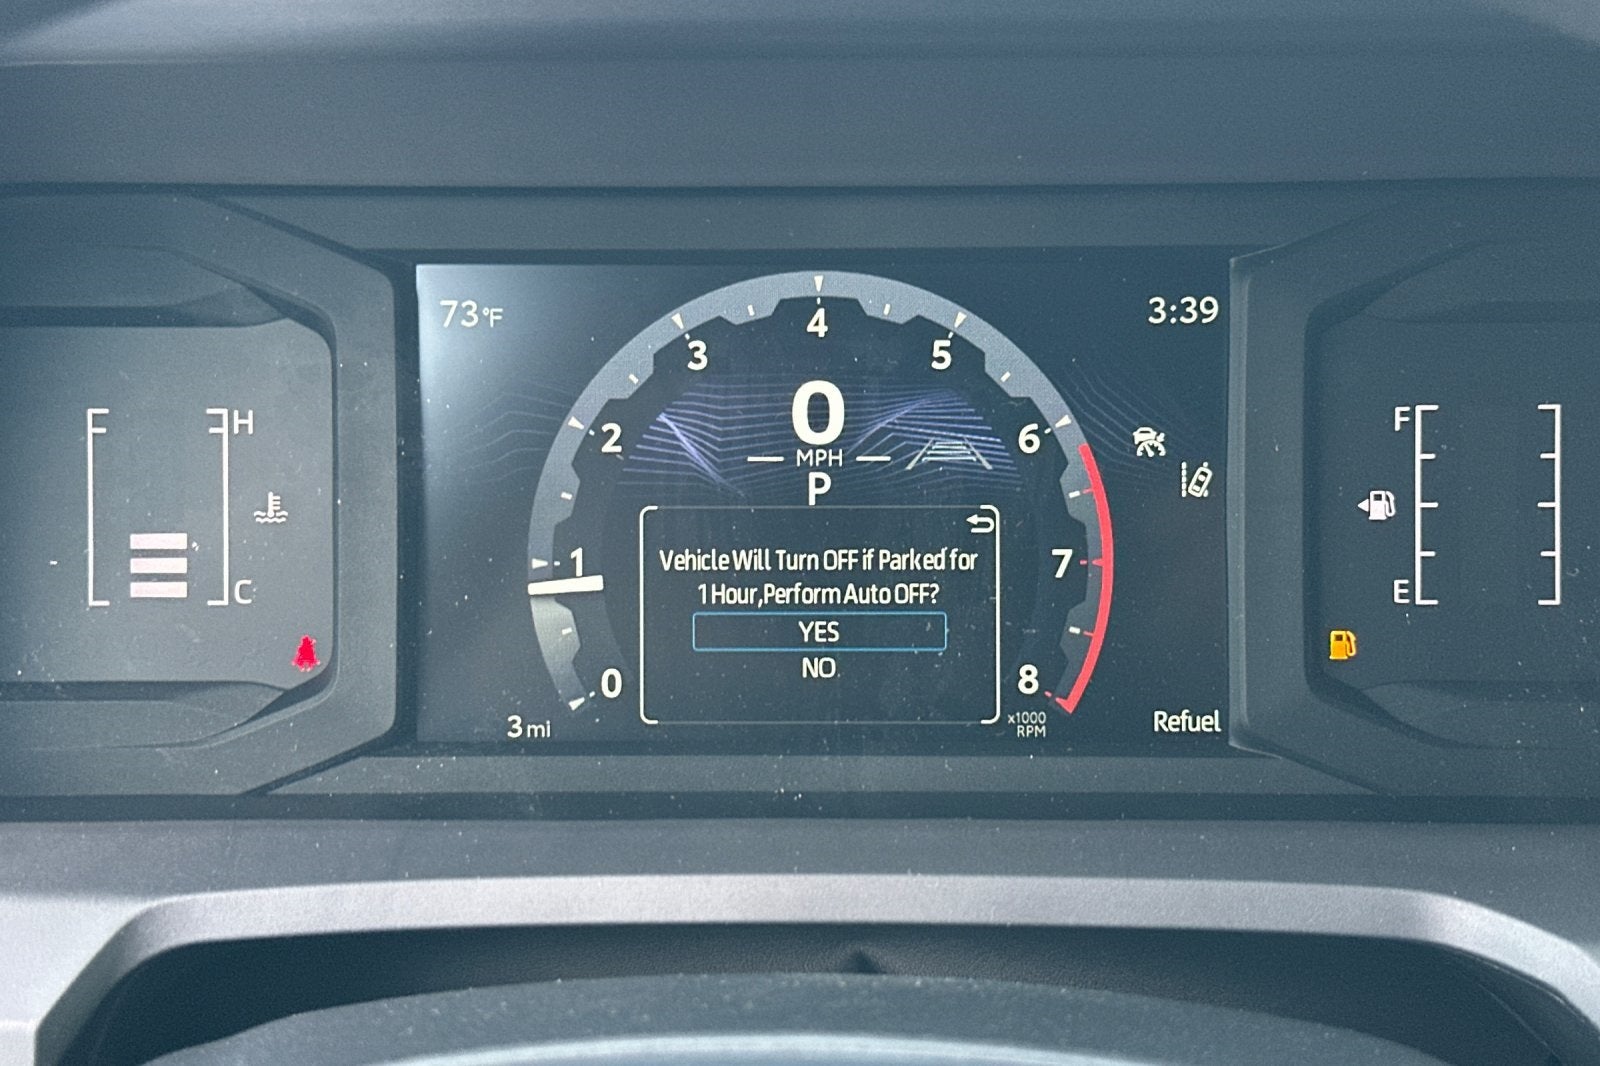 73°F
3:39
4
3
5
2
6
0
MPH
P
F
H
F
Vehicle Will Turn OFF if Parked for
1 Hour,Perform Auto OFF?
YES
NO
1
7
C
E
0
8
x1000
RPM
3 mi
Refuel